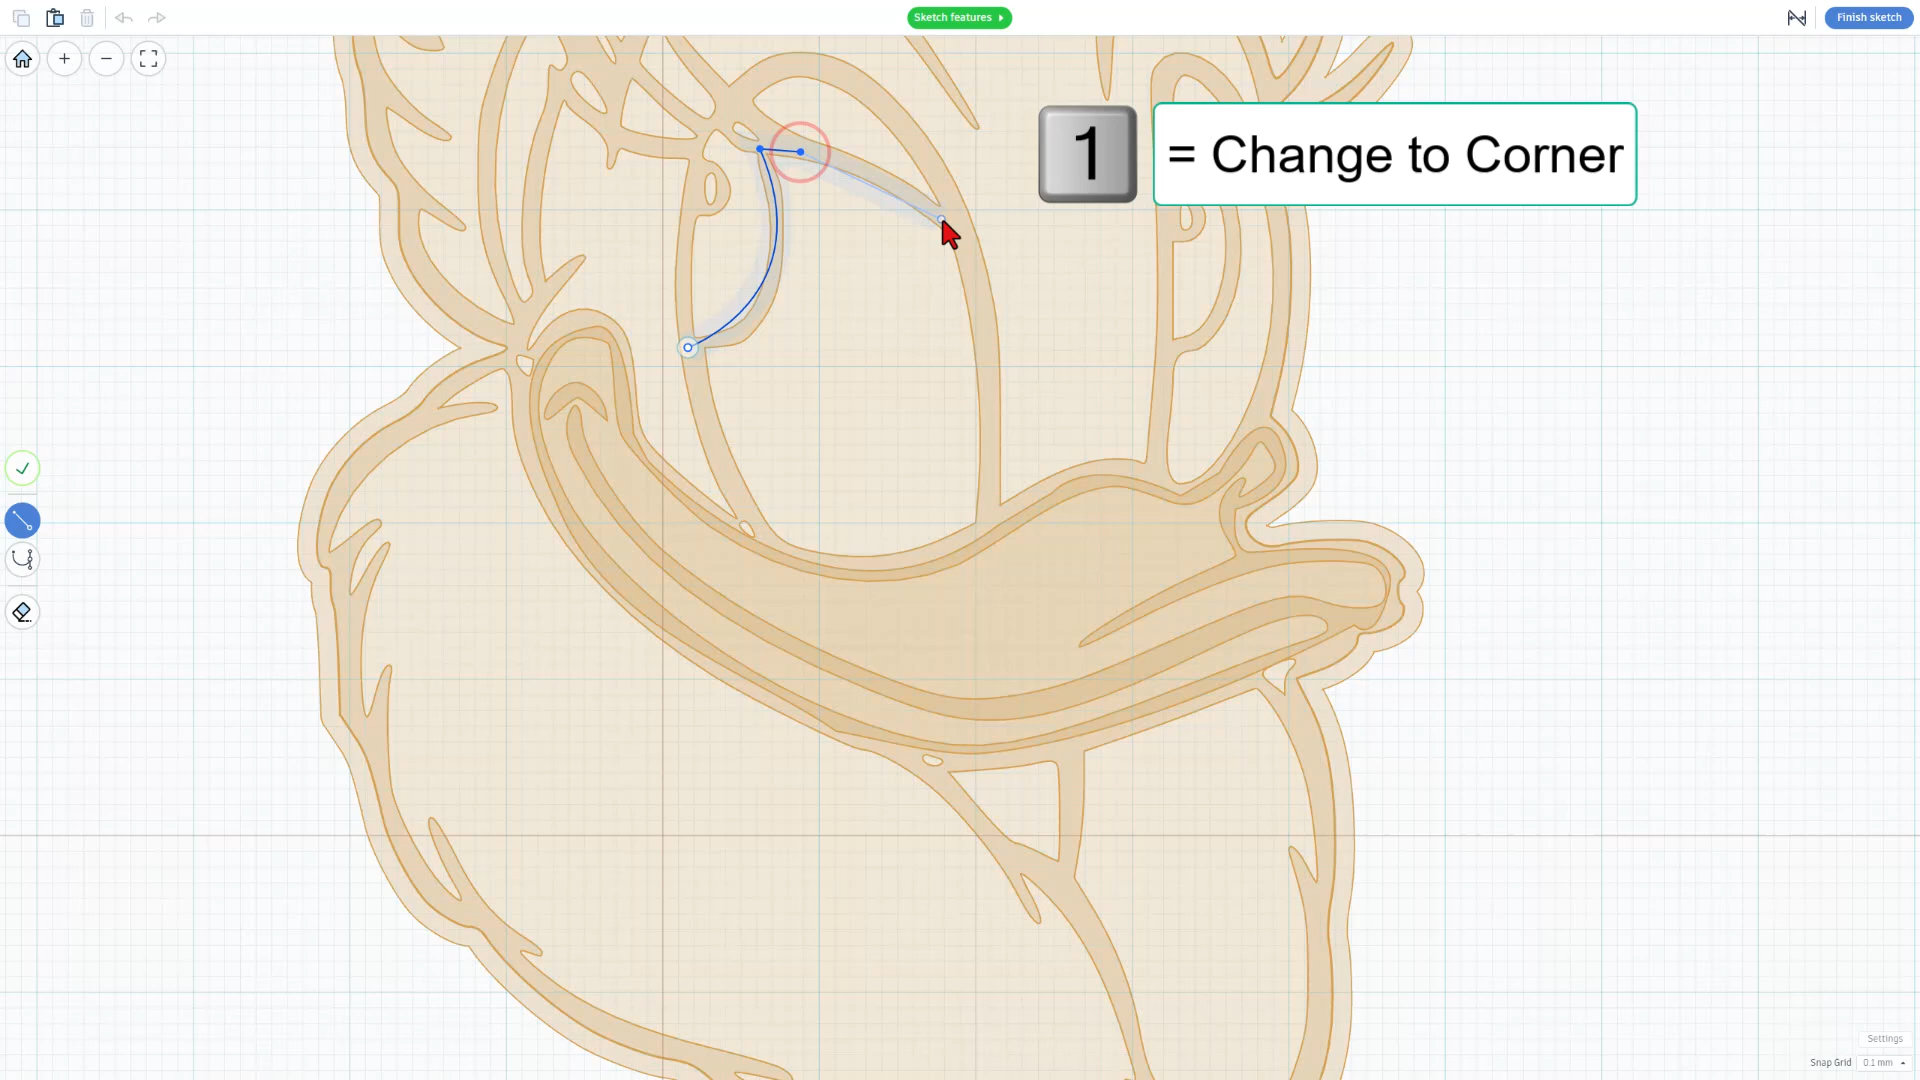 Sketch features
Finish sketch
1
= Change to Corner
Settings
Snap Grid 0.1 mm